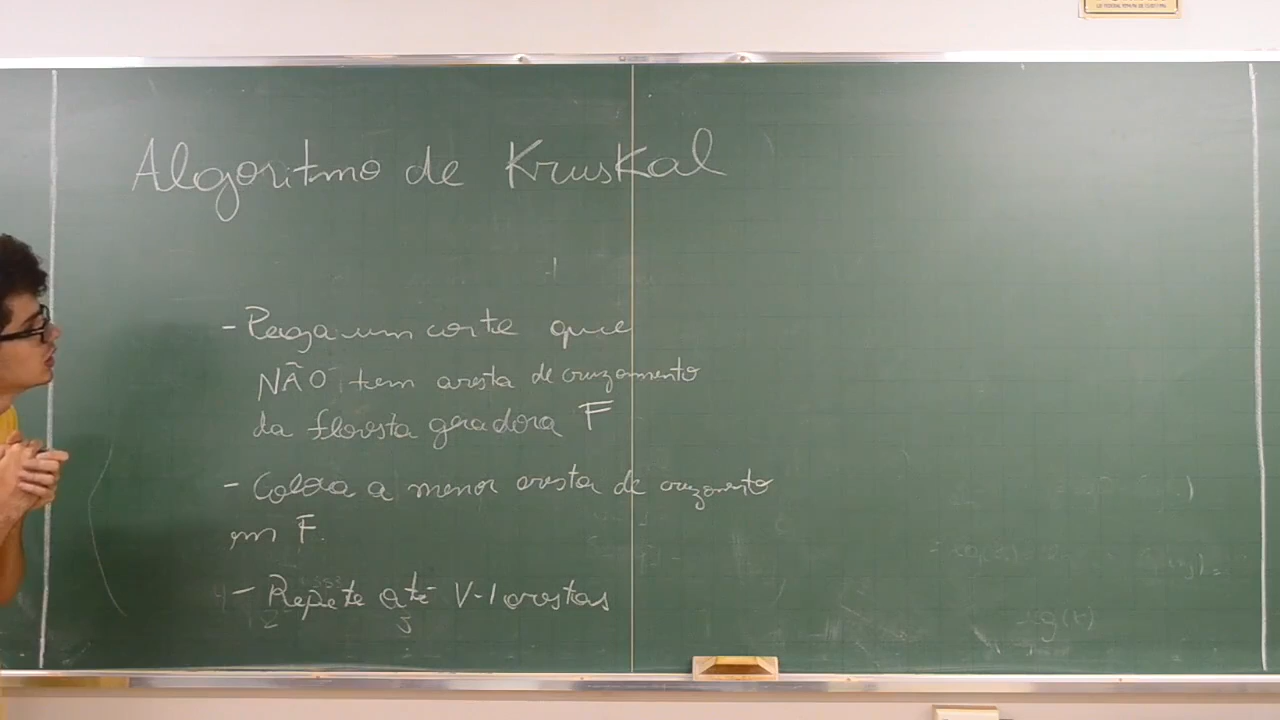 Algoritmo de Kruskal
- Pega um corte que
NÃO tem aresta de cruzamento
da floresta geradora F
- Coloca a menor aresta de cruzamento
em F.
- Repete até V-1 arestas